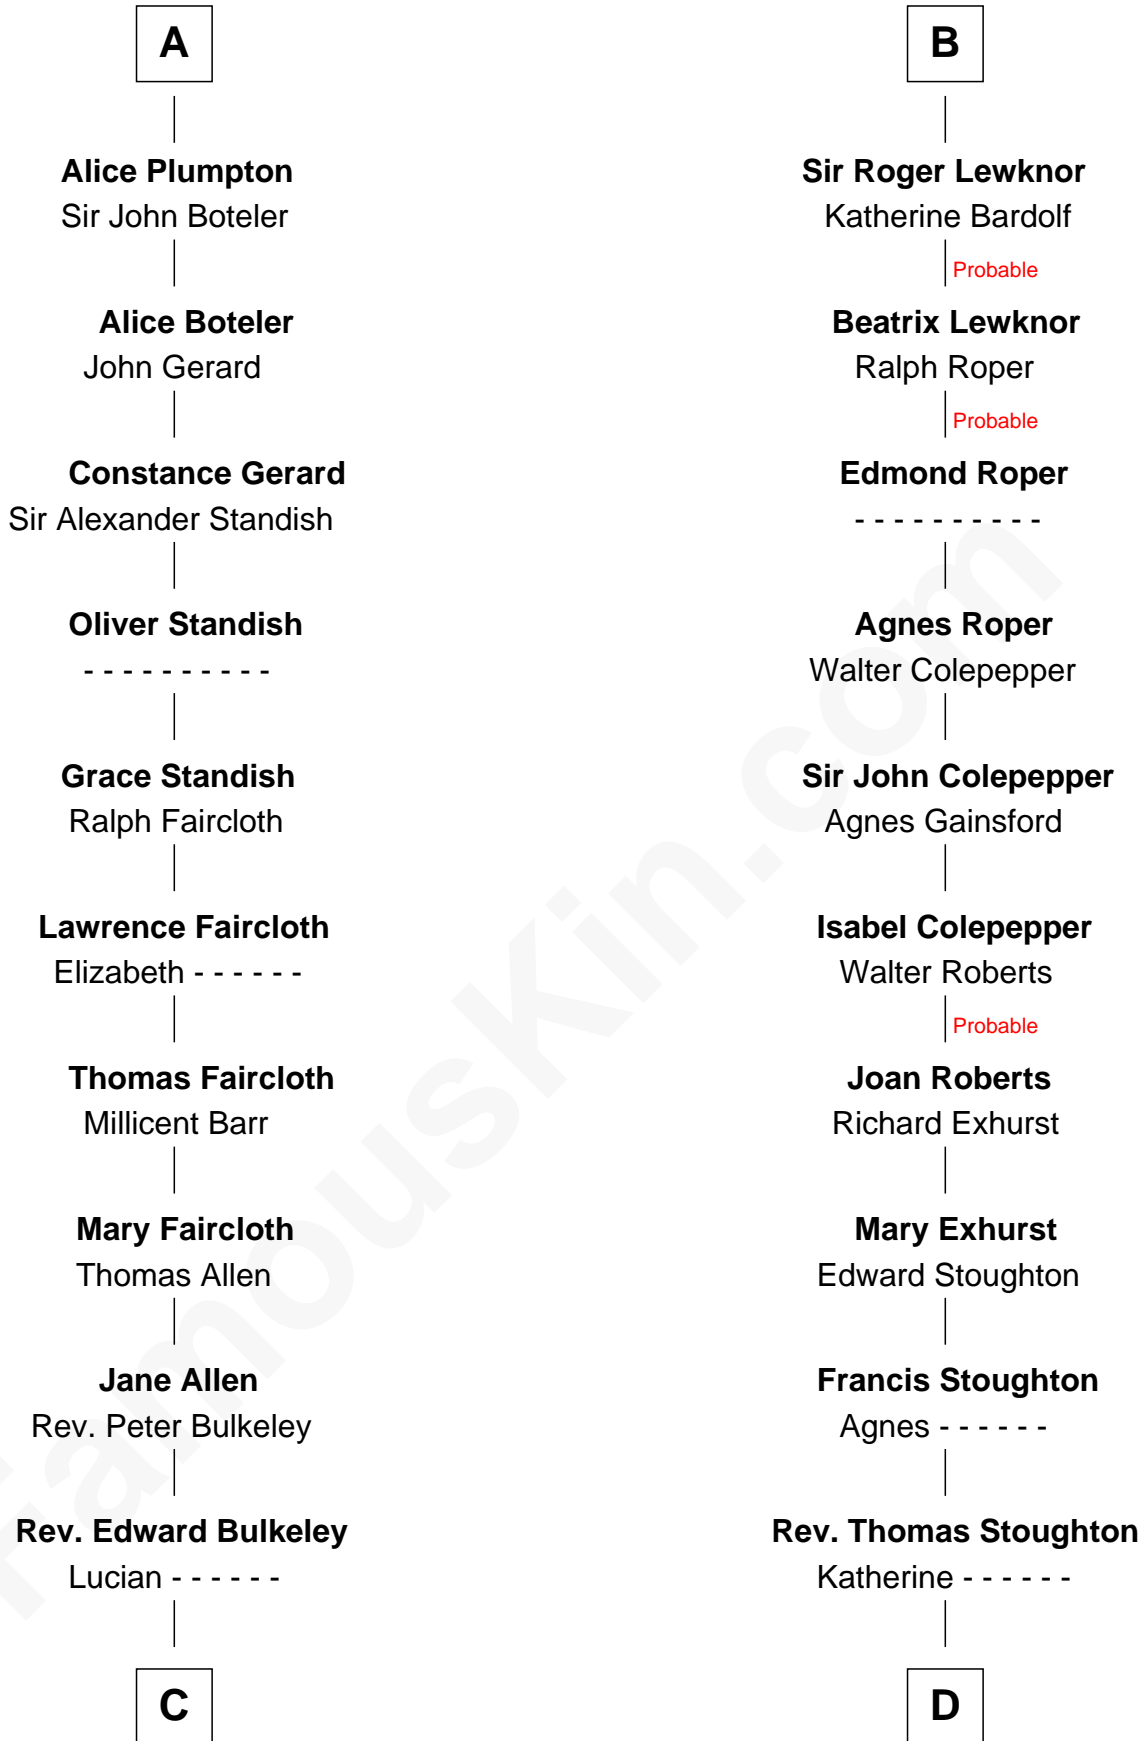 A
Alice Plumpton
Sir John Boteler
Alice Boteler
John Gerard
Constance Gerard
Sir Alexander Standish
Oliver Standish
- - - - - - - - - -
Grace Standish
Ralph Faircloth
Lawrence Faircloth
Elizabeth - - - - - -
Thomas Faircloth
Millicent Barr
Mary Faircloth
Thomas Allen
Jane Allen
Rev. Peter Bulkeley
Rev. Edward Bulkeley
Lucian - - - - - -
C
B
Sir Roger Lewknor
Katherine Bardolf
Probable
Beatrix Lewknor
Ralph Roper
Probable
Edmond Roper
- - - - - - - - - -
Agnes Roper
Walter Colepepper
Sir John Colepepper
Agnes Gainsford
Isabel Colepepper
Walter Roberts
Probable
Joan Roberts
Richard Exhurst
Mary Exhurst
Edward Stoughton
Francis Stoughton
Agnes - - - - - -
Rev. Thomas Stoughton
Katherine - - - - - -
D
FamousKin.com